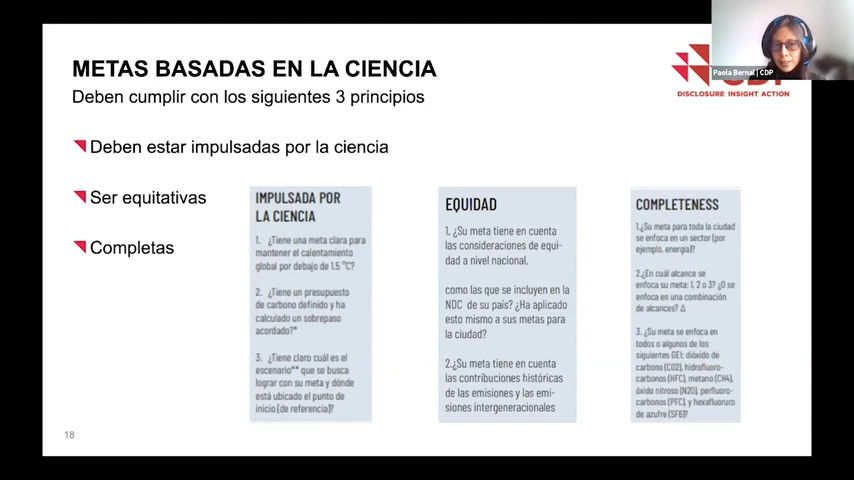 METAS BASADAS EN LA CIENCIA
Deben cumplir con los siguientes 3 principios
Paola Bernal | CDP
DISCLOSURE INSIGHT ACTION
Deben estar impulsadas por la ciencia
Ser equitativas
Completas
IMPULSADA POR
LA CIENCIA
1. ¿Tiene una meta clara para
mantener el calentamiento
global por debajo de 1.5 °C?
2. ¿Tiene un presupuesto
de carbono definido y ha
calculado un sobrepaso
acordado?*
3. ¿Tiene claro cuál es el
escenario** que se busca
lograr con su meta y dónde
está ubicado el punto de
inicio (de referencia)?
EQUIDAD
1. ¿Su meta tiene en cuenta
las consideraciones de equi-
dad a nivel nacional,
como las que se incluyen en la
NDC de su país? ¿Ha aplicado
esto mismo a sus metas para
la ciudad?
2.¿Su meta tiene en cuenta
las contribuciones históricas
de las emisiones y las emi-
siones intergeneracionales
COMPLETENESS
1.¿Su meta para toda la ciudad
se enfoca en un sector (por
ejemplo, energía)?
2.¿En cuál alcance se
enfoca su meta: 1, 2 o 3? ¿O se
enfoca en una combinación
de alcances? Δ
3. ¿Su meta se enfoca en
todos o algunos de los
siguientes GEI: dióxido de
carbono (CO2), hidrofluoro-
carbonos (HFC), metano (CH4),
óxido nitroso (N2O), perfluoro-
carbonos (PFC), y hexafluoruro
de azufre (SF6)?
18